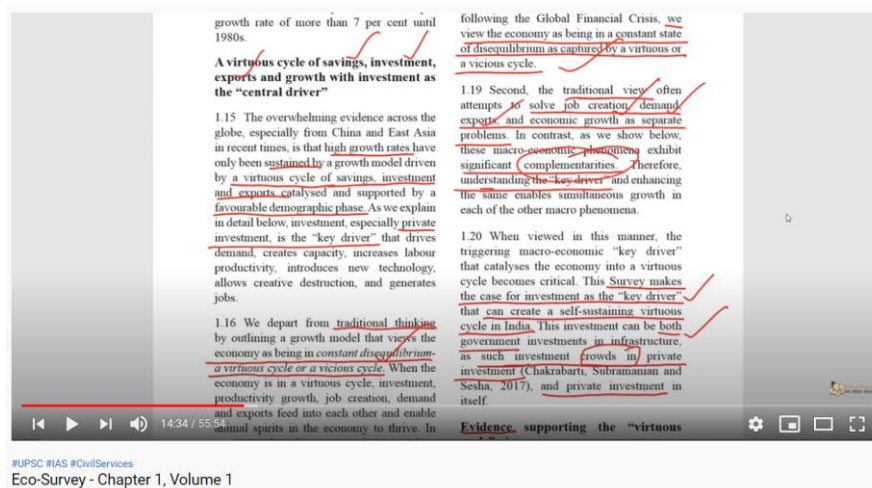 growth rate of more than 7 per cent until
1980s.
A virtuous cycle of savings, investment,
exports and growth with investment as
the “central driver”
1.15 The overwhelming evidence across the
globe, especially from China and East Asia
in recent times, is that high growth rates have
only been sustained by a growth model driven
by a virtuous cycle of savings, investment
and exports catalysed and supported by a
favourable demographic phase. As we explain
in detail below, investment, especially private
investment, is the “key driver” that drives
demand, creates capacity, increases labour
productivity, introduces new technology,
allows creative destruction, and generates
jobs.
1.16 We depart from traditional thinking
by outlining a growth model that views the
economy as being in constant disequilibrium-
a virtuous cycle or a vicious cycle. When the
economy is in a virtuous cycle, investment,
productivity growth, job creation, demand
and exports feed into each other and enable
animal spirits in the economy to thrive. In
following the Global Financial Crisis, we
view the economy as being in a constant state
of disequilibrium as captured by a virtuous or
a vicious cycle.
1.19 Second, the traditional view often
attempts to solve job creation, demand,
exports, and economic growth as separate
problems. In contrast, as we show below,
these macro-economic phenomena exhibit
significant complementarities. Therefore,
understanding the “key driver” and enhancing
the same enables simultaneous growth in
each of the other macro phenomena.
1.20 When viewed in this manner, the
triggering macro-economic “key driver”
that catalyses the economy into a virtuous
cycle becomes critical. This Survey makes
the case for investment as the “key driver”
that can create a self-sustaining virtuous
cycle in India. This investment can be both
government investments in infrastructure,
as such investment crowds in private
investment (Chakrabarti, Subramanian and
Sesha, 2017), and private investment in
itself.
Evidence supporting the “virtuous
14:34 / 55:54
#UPSC #IAS #CivilServices
Eco-Survey - Chapter 1, Volume 1